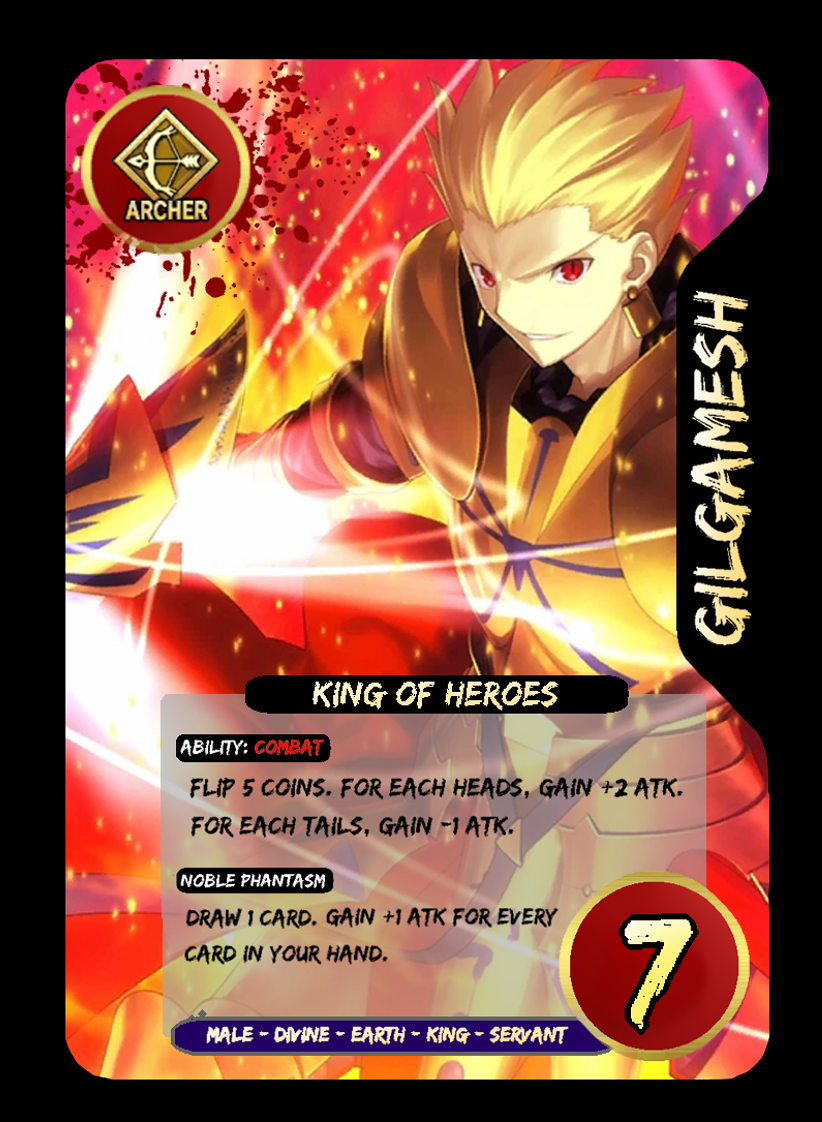 ARCHER
GILGAMESH
KING OF HEROES
ABILITY: COMBAT
FLIP 5 COINS. FOR EACH HEADS, GAIN +2 ATK.
FOR EACH TAILS, GAIN -1 ATK.
NOBLE PHANTASM
DRAW 1 CARD. GAIN +1 ATK FOR EVERY
CARD IN YOUR HAND.
7
MALE - DIVINE - EARTH - KING - SERVANT